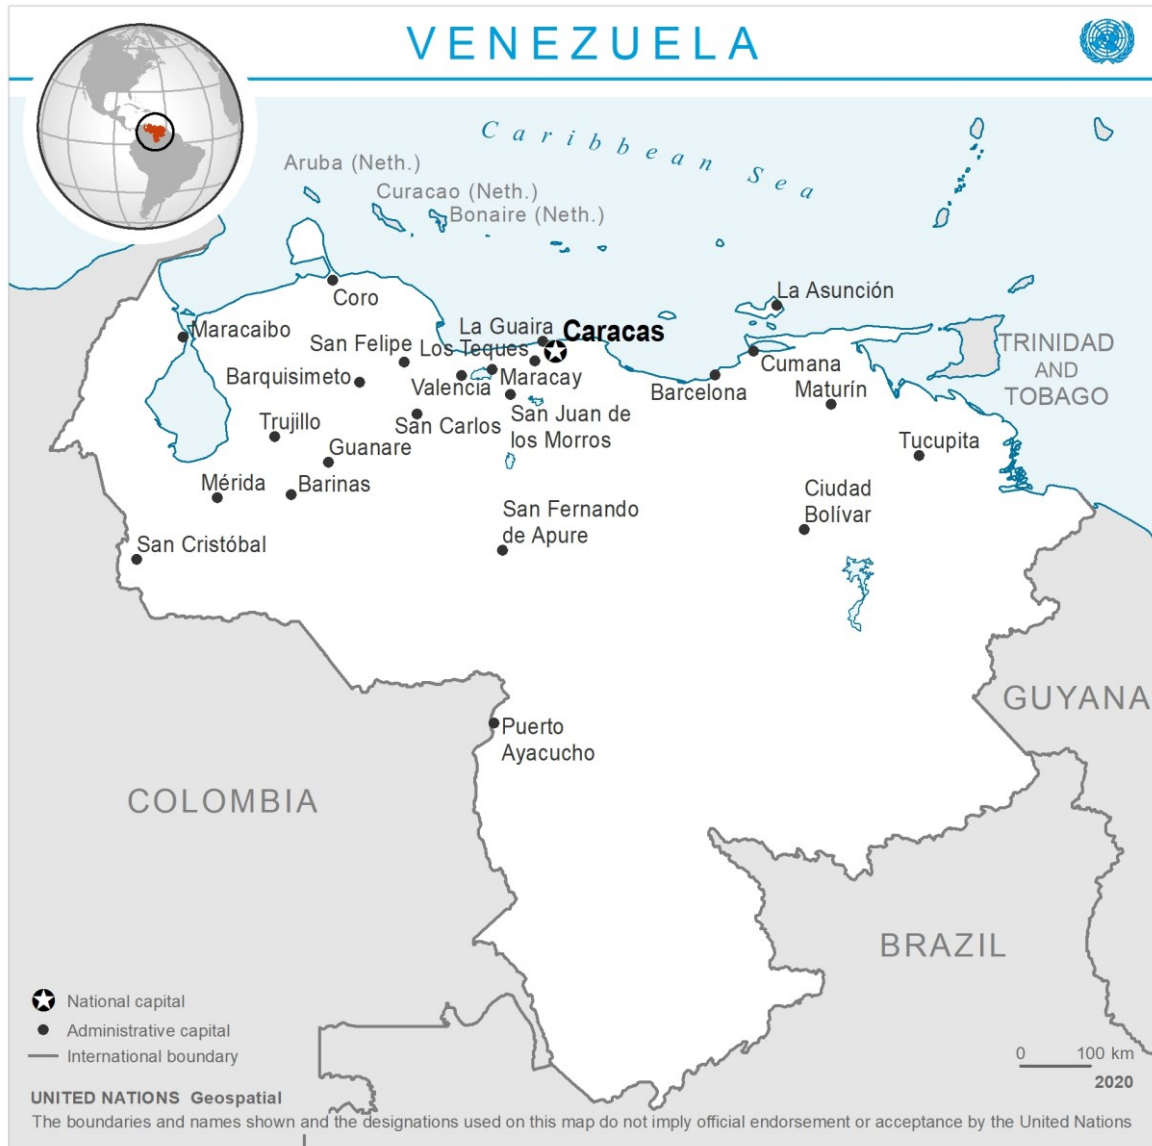 VENEZUELA
Caribbean Sea
Aruba (Neth.)
Curacao (Neth.)
Bonaire (Neth.)
Coro
La Asunción
Maracaibo
La Guaira
Caracas
San Felipe
Los Teques
TRINIDAD
AND
TOBAGO
Barquisimeto
Valencia
Maracay
Barcelona
Cumana
Maturín
Trujillo
San Carlos
San Juan de
los Morros
Guanare
Tucupita
Mérida
Barinas
Ciudad
Bolívar
San Fernando
de Apure
San Cristóbal
GUYANA
Puerto
Ayacucho
COLOMBIA
BRAZIL
National capital
Administrative capital
International boundary
0 100 km
2020
UNITED NATIONS Geospatial
The boundaries and names shown and the designations used on this map do not imply official endorsement or acceptance by the United Nations